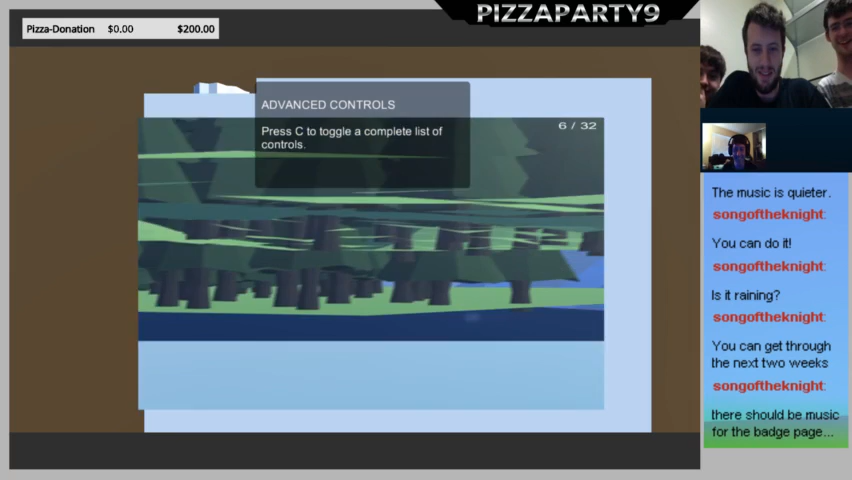 Pizza-Donation $0.00 $200.00
PIZZAPARTY9
ADVANCED CONTROLS
Press C to toggle a complete list of
controls.
6 / 32
The music is quieter.
songoftheknight:
You can do it!
songoftheknight:
Is it raining?
songoftheknight:
You can get through
the next two weeks
songoftheknight:
there should be music
for the badge page...